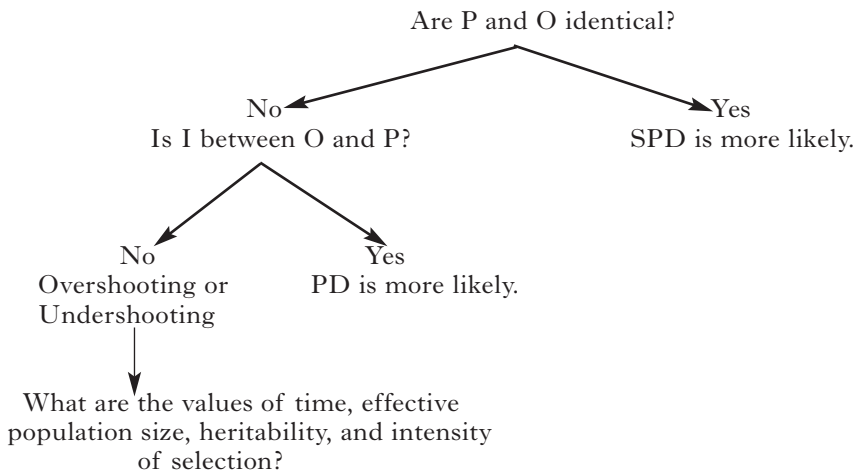 Are P and O identical?
No
Yes
Is I between O and P?
SPD is more likely.
No
Yes
Overshooting or
Undershooting
PD is more likely.
What are the values of time, effective
population size, heritability, and intensity
of selection?